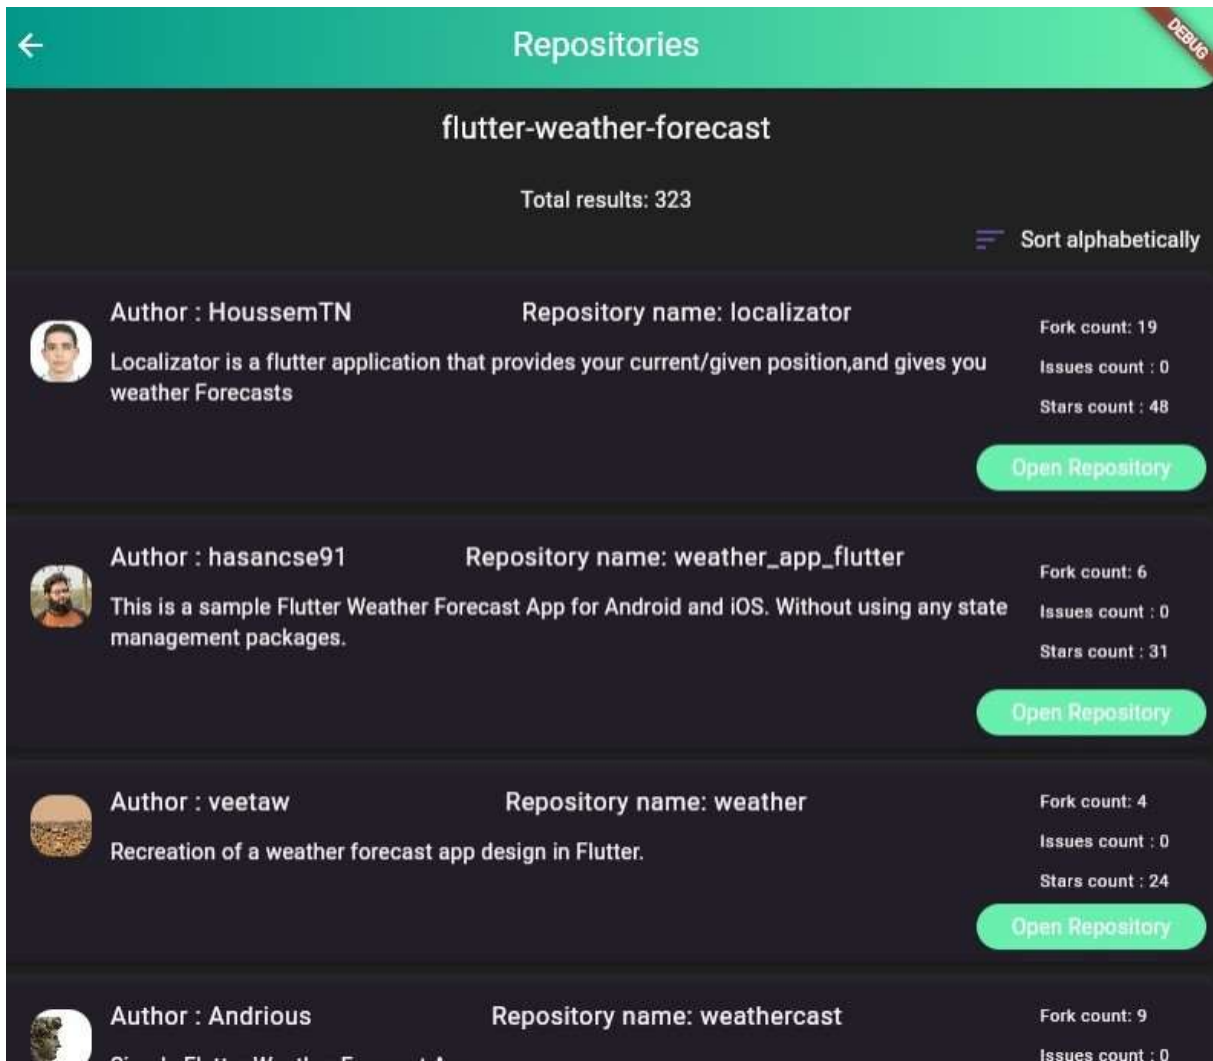 Repositories
DEBUG
flutter-weather-forecast
Total results: 323
Sort alphabetically
Author : HoussemTN
Repository name: localizator
Fork count: 19
Localizator is a flutter application that provides your current/given position,and gives you
weather Forecasts
Issues count : 0
Stars count : 48
Open Repository
Author : hasancse91
Repository name: weather_app_flutter
Fork count: 6
This is a sample Flutter Weather Forecast App for Android and iOS. Without using any state
management packages.
Issues count : 0
Stars count : 31
Open Repository
Author : veetaw
Repository name: weather
Fork count: 4
Recreation of a weather forecast app design in Flutter.
Issues count : 0
Stars count : 24
Open Repository
Author : Andrious
Repository name: weathercast
Fork count: 9
Issues count : 0